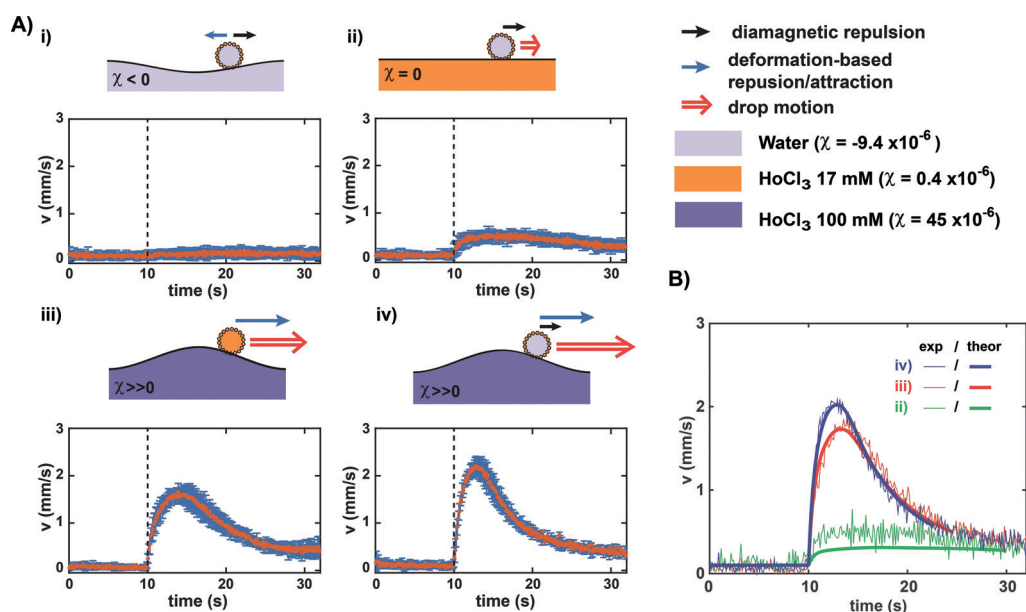 A)
i)
χ < 0
v (mm/s)
3
2
1
0
0 10 20 30
time (s)
ii)
χ = 0
v (mm/s)
3
2
1
0
0 10 20 30
time (s)
diamagnetic repulsion
deformation-based
repusion/attraction
drop motion
Water (χ = -9.4 x10⁻⁶)
HoCl₃ 17 mM (χ = 0.4 x10⁻⁶)
HoCl₃ 100 mM (χ = 45 x10⁻⁶)
iii)
χ>>0
v (mm/s)
3
2
1
0
0 10 20 30
time (s)
iv)
χ>>0
v (mm/s)
3
2
1
0
0 10 20 30
time (s)
B)
exp / theor
iv) /
iii) /
ii) /
v (mm/s)
3
2
1
0
0 10 20 30
time (s)